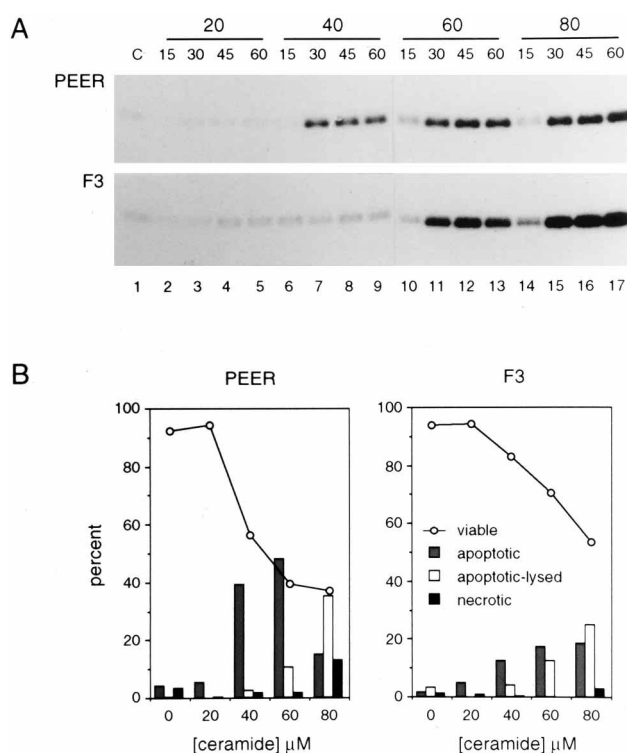 A
20 40 60 80
C 15 30 45 60 15 30 45 60 15 30 45 60 15 30 45 60
PEER
F3
1 2 3 4 5 6 7 8 9 10 11 12 13 14 15 16 17
B
PEER
F3
100
80
60
40
20
0
percent
0 20 40 60 80
[ceramide] μM
100
80
60
40
20
0
viable
apoptotic
apoptotic-lysed
necrotic
0 20 40 60 80
[ceramide] μM